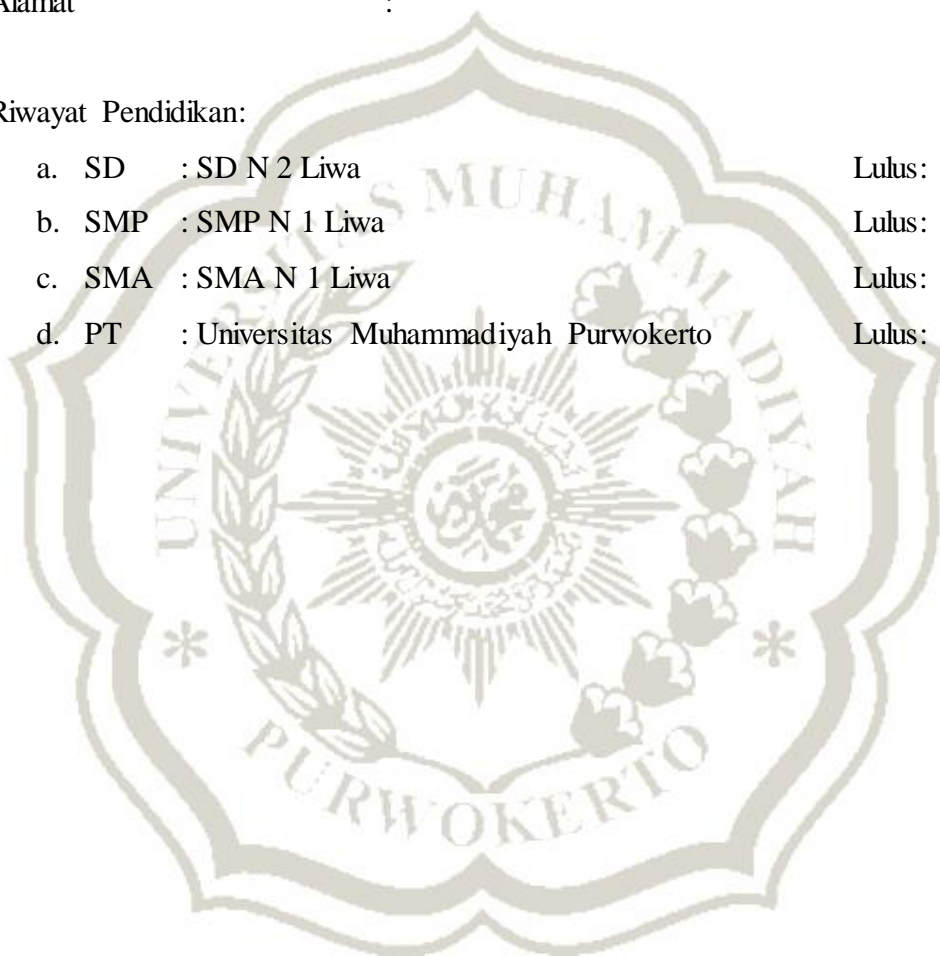 Alamat :
Riwayat Pendidikan:
a. SD : SD N 2 Liwa Lulus:
b. SMP : SMP N 1 Liwa Lulus:
c. SMA : SMA N 1 Liwa Lulus:
d. PT : Universitas Muhammadiyah Purwokerto Lulus:
UNIVERSITAS MUHAMMADIYAH
PURWOKERTO